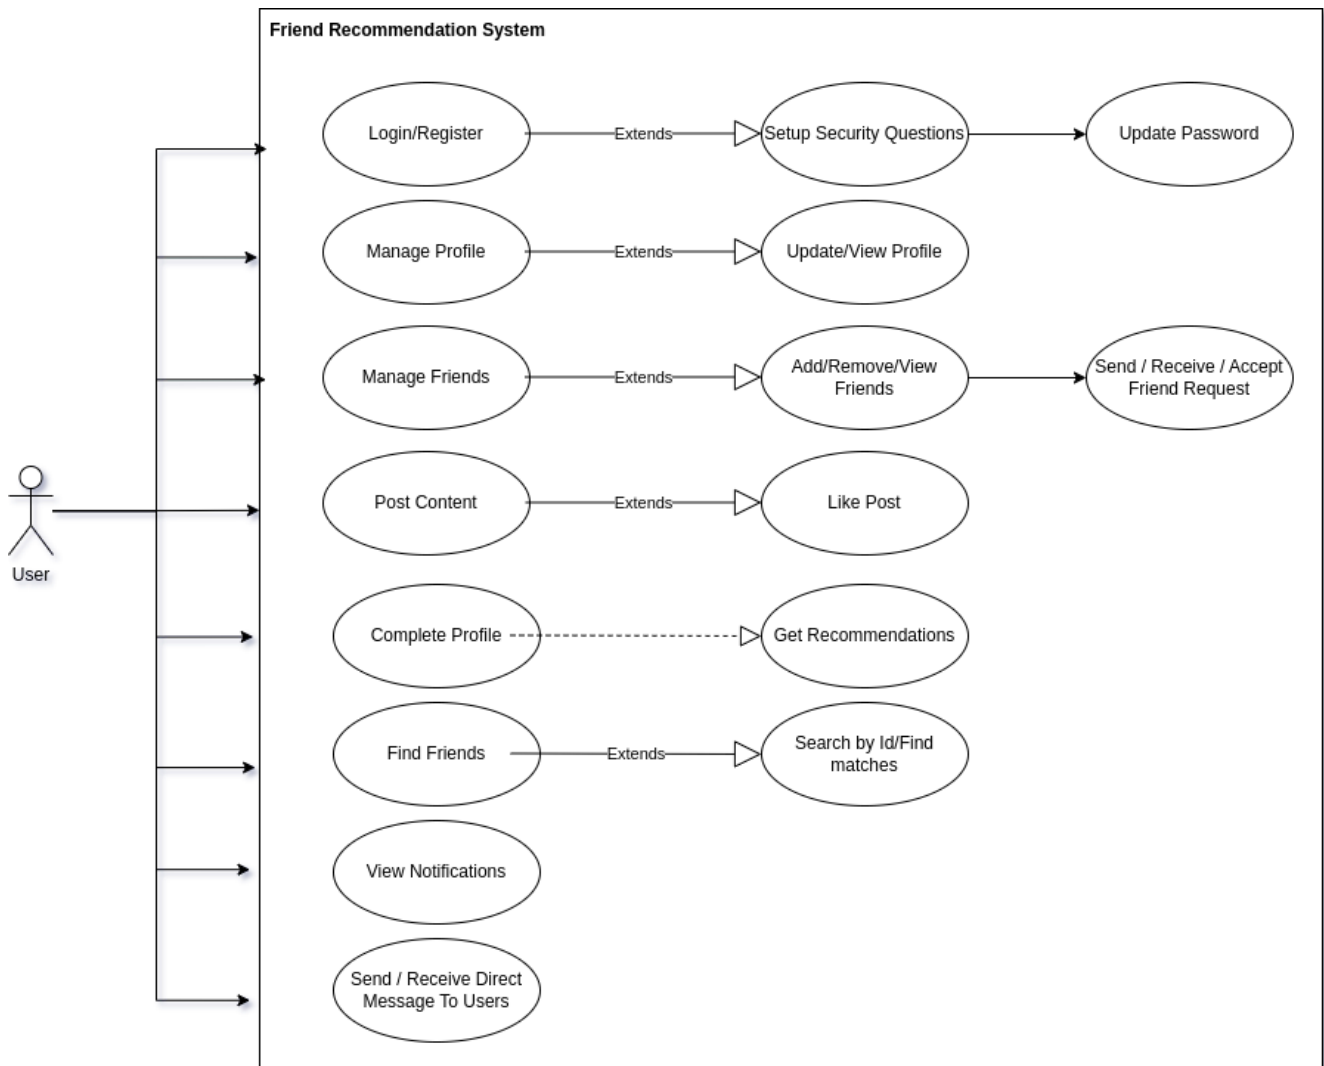 Friend Recommendation System
Login/Register
Extends
Setup Security Questions
Update Password
Manage Profile
Extends
Update/View Profile
Manage Friends
Extends
Add/Remove/View
Friends
Send / Receive / Accept
Friend Request
Post Content
Extends
Like Post
User
Complete Profile
Get Recommendations
Find Friends
Extends
Search by Id/Find
matches
View Notifications
Send / Receive Direct
Message To Users